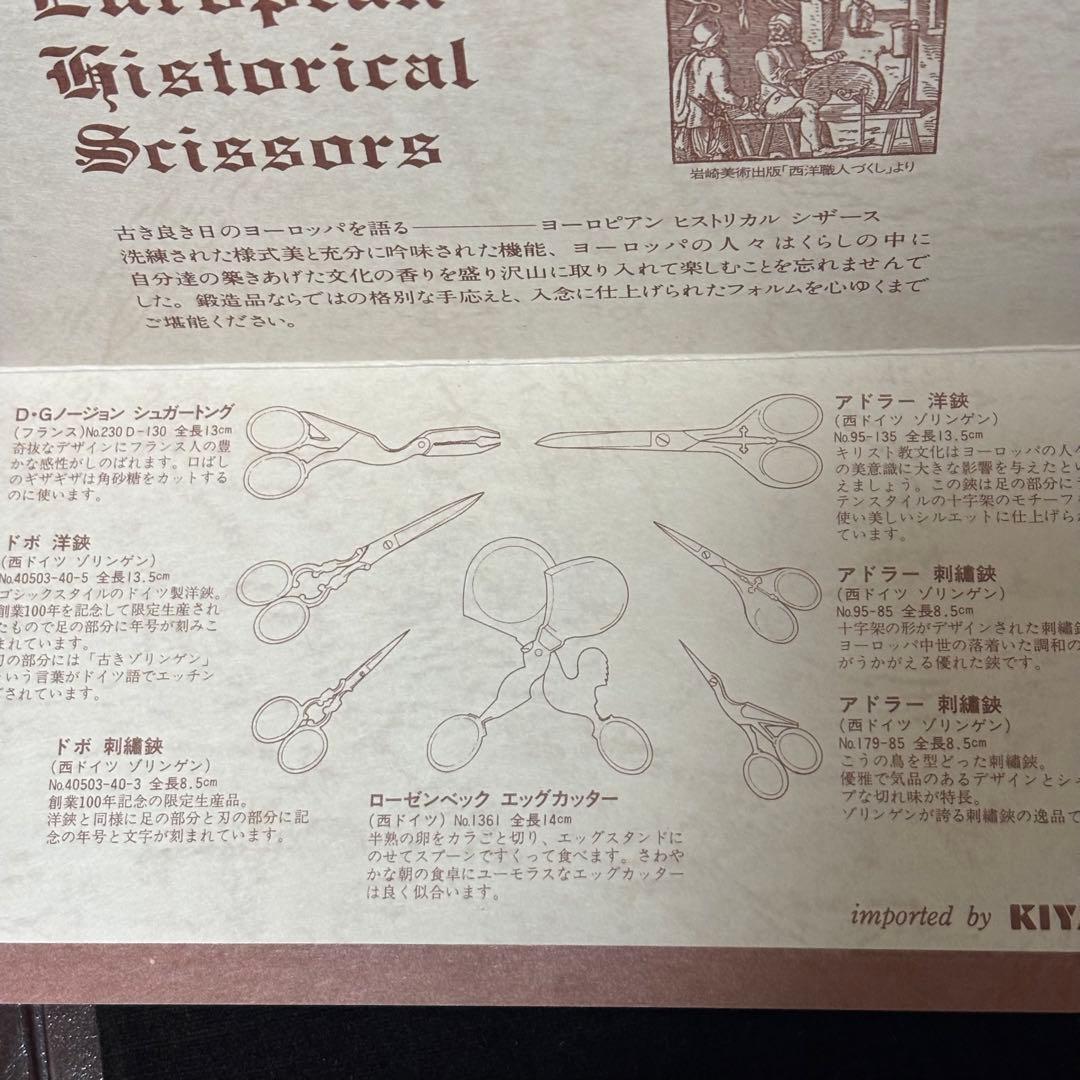 European
Historical
Scissors
岩崎美術出版「西洋職人づくし」より
古き良き日のヨーロッパを語る————ヨーロピアン ヒストリカル シザース
洗練された様式美と充分に吟味された機能、ヨーロッパの人々はくらしの中に
自分達の築きあげた文化の香りを盛り沢山に取り入れて楽しむことを忘れませんで
した。鍛造品ならではの格別な手応えと、入念に仕上げられたフォルムを心ゆくまで
ご堪能ください。
D・Gノージョン シュガートング
(フランス)No.230D-130 全長13cm
奇抜なデザインにフランス人の豊
かな感性がしのばれます。口ばし
のギザギザは角砂糖をカットする
のに使います。
ドボ 洋鋏
(西ドイツ ゾリンゲン)
No.40503-40-5 全長13.5cm
ゴシックスタイルのドイツ製洋鋏。
創業100年を記念して限定生産され
たもので足の部分に年号が刻みこ
まれています。
刃の部分には「古きゾリンゲン」
という言葉がドイツ語でエッチン
グされています。
ドボ 刺繡鋏
(西ドイツ ゾリンゲン)
No.40503-40-3 全長8.5cm
創業100年記念の限定生産品。
洋鋏と同様に足の部分と刃の部分に記
念の年号と文字が刻まれています。
ローゼンベック エッグカッター
(西ドイツ) No.1361 全長14cm
半熟の卵をカラごと切り、エッグスタンドに
のせてスプーンですくって食べます。さわや
かな朝の食卓にユーモラスなエッグカッター
は良く似合います。
アドラー 洋鋏
(西ドイツ ゾリンゲン)
No.95-135 全長13.5cm
キリスト教文化はヨーロッパの人々
の美意識に大きな影響を与えたとい
えましょう。この鋏は足の部分にラ
テンスタイルの十字架のモチーフ
使い美しいシルエットに仕上げら
ています。
アドラー 刺繡鋏
(西ドイツ ゾリンゲン)
No.95-85 全長8.5cm
十字架の形がデザインされた刺繡鋏
ヨーロッパ中世の落着いた調和の
がうかがえる優れた鋏です。
アドラー 刺繡鋏
(西ドイツ ゾリンゲン)
No.179-85 全長8.5cm
こうの鳥を型どった刺繡鋏。
優雅で気品のあるデザインとシャ
プな切れ味が特長。
ゾリンゲンが誇る刺繡鋏の逸品で
imported by KIYA